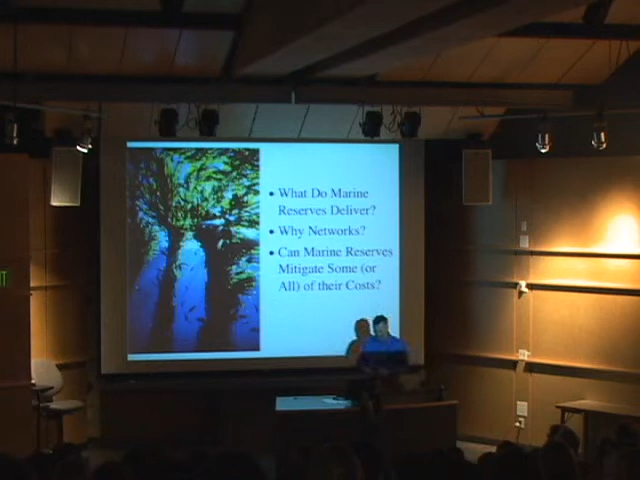 • What Do Marine
Reserves Deliver?
• Why Networks?
• Can Marine Reserves
Mitigate Some (or
All) of their Costs?